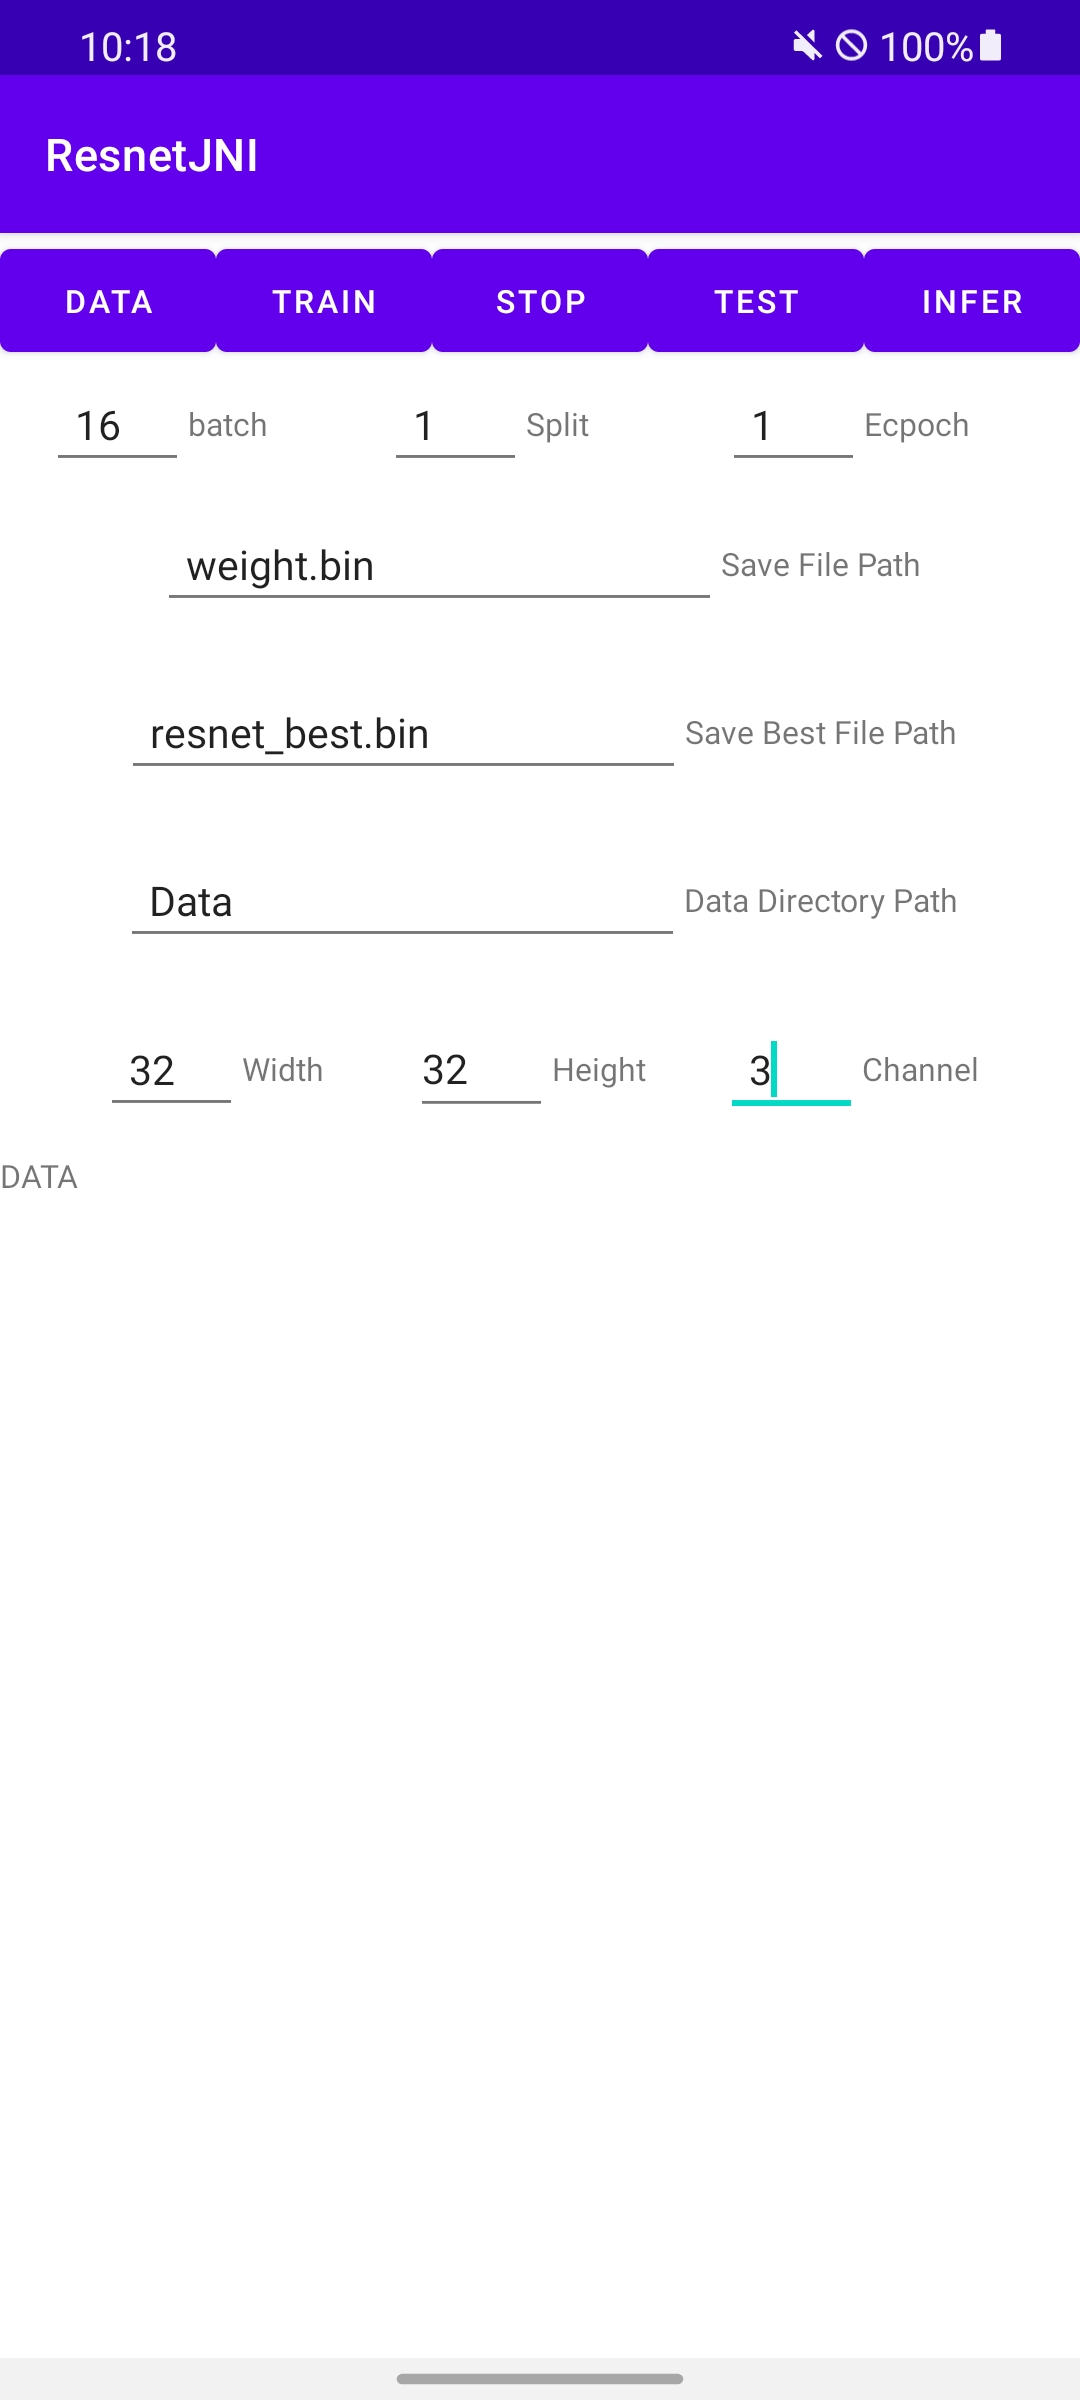 10:18 100%
ResnetJNI
DATA TRAIN STOP TEST INFER
16 batch 1 Split 1 Ecpoch
weight.bin Save File Path
resnet_best.bin Save Best File Path
Data Data Directory Path
32 Width 32 Height 3 Channel
DATA